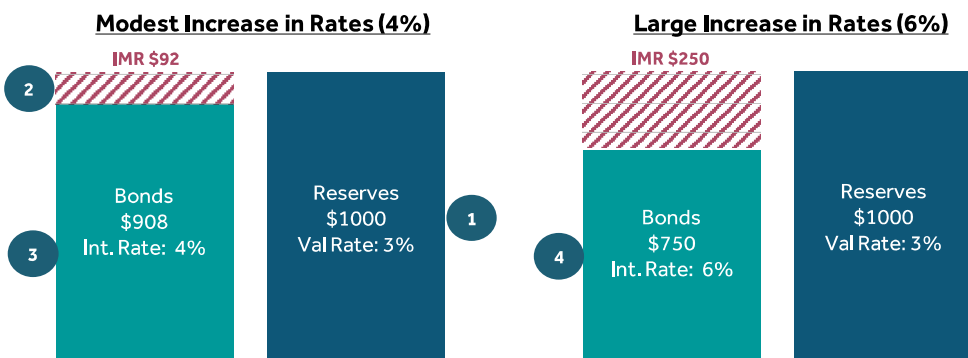 Modest Increase in Rates (4%)
IMR $92
2
Bonds
$908
Int. Rate: 4%
3
Reserves
$1000
Val Rate: 3%
1
Large Increase in Rates (6%)
IMR $250
Bonds
$750
Int. Rate: 6%
4
Reserves
$1000
Val Rate: 3%